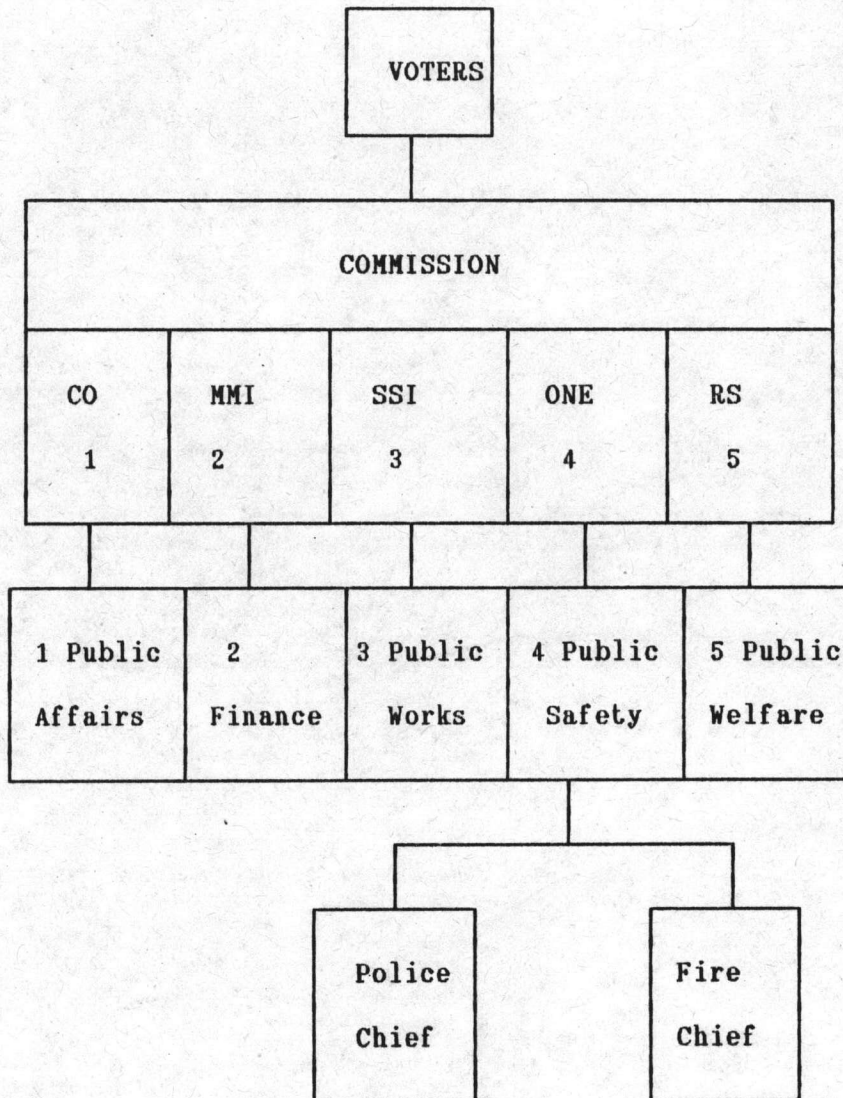 VOTERS
COMMISSION
CO MMI SSI ONE RS
1 2 3 4 5
1 Public 2 3 Public 4 Public 5 Public
Affairs Finance Works Safety Welfare
Police Fire
Chief Chief